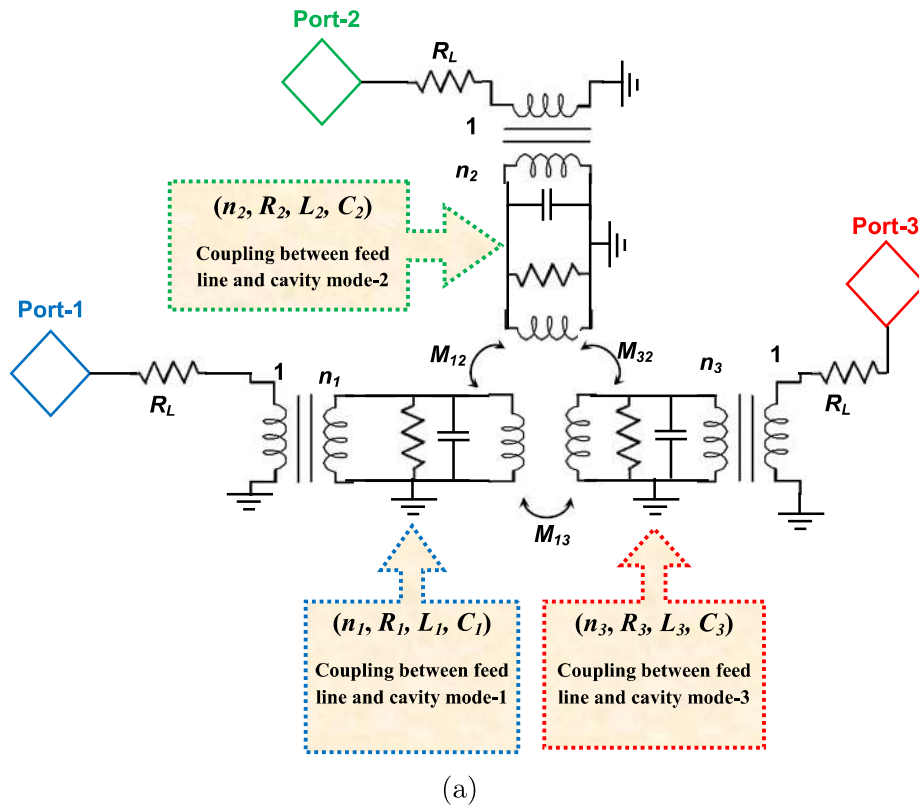 Port-2
R_L
1
n_2
(n_2, R_2, L_2, C_2)
Coupling between feed
line and cavity mode-2
Port-3
Port-1
M_12
M_32
1
n_1
n_3
1
R_L
R_L
M_13
(n_1, R_1, L_1, C_1)
Coupling between feed
line and cavity mode-1
(n_3, R_3, L_3, C_3)
Coupling between feed
line and cavity mode-3
(a)